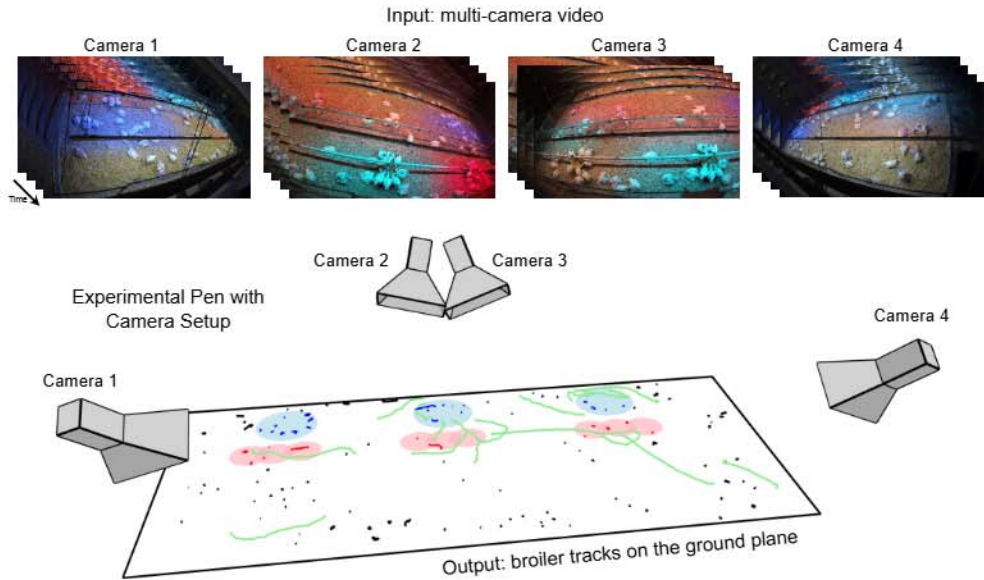 Input: multi-camera video
Camera 1
Camera 2
Camera 3
Camera 4
Time
Camera 2
Camera 3
Experimental Pen with
Camera Setup
Camera 4
Camera 1
Output: broiler tracks on the ground plane